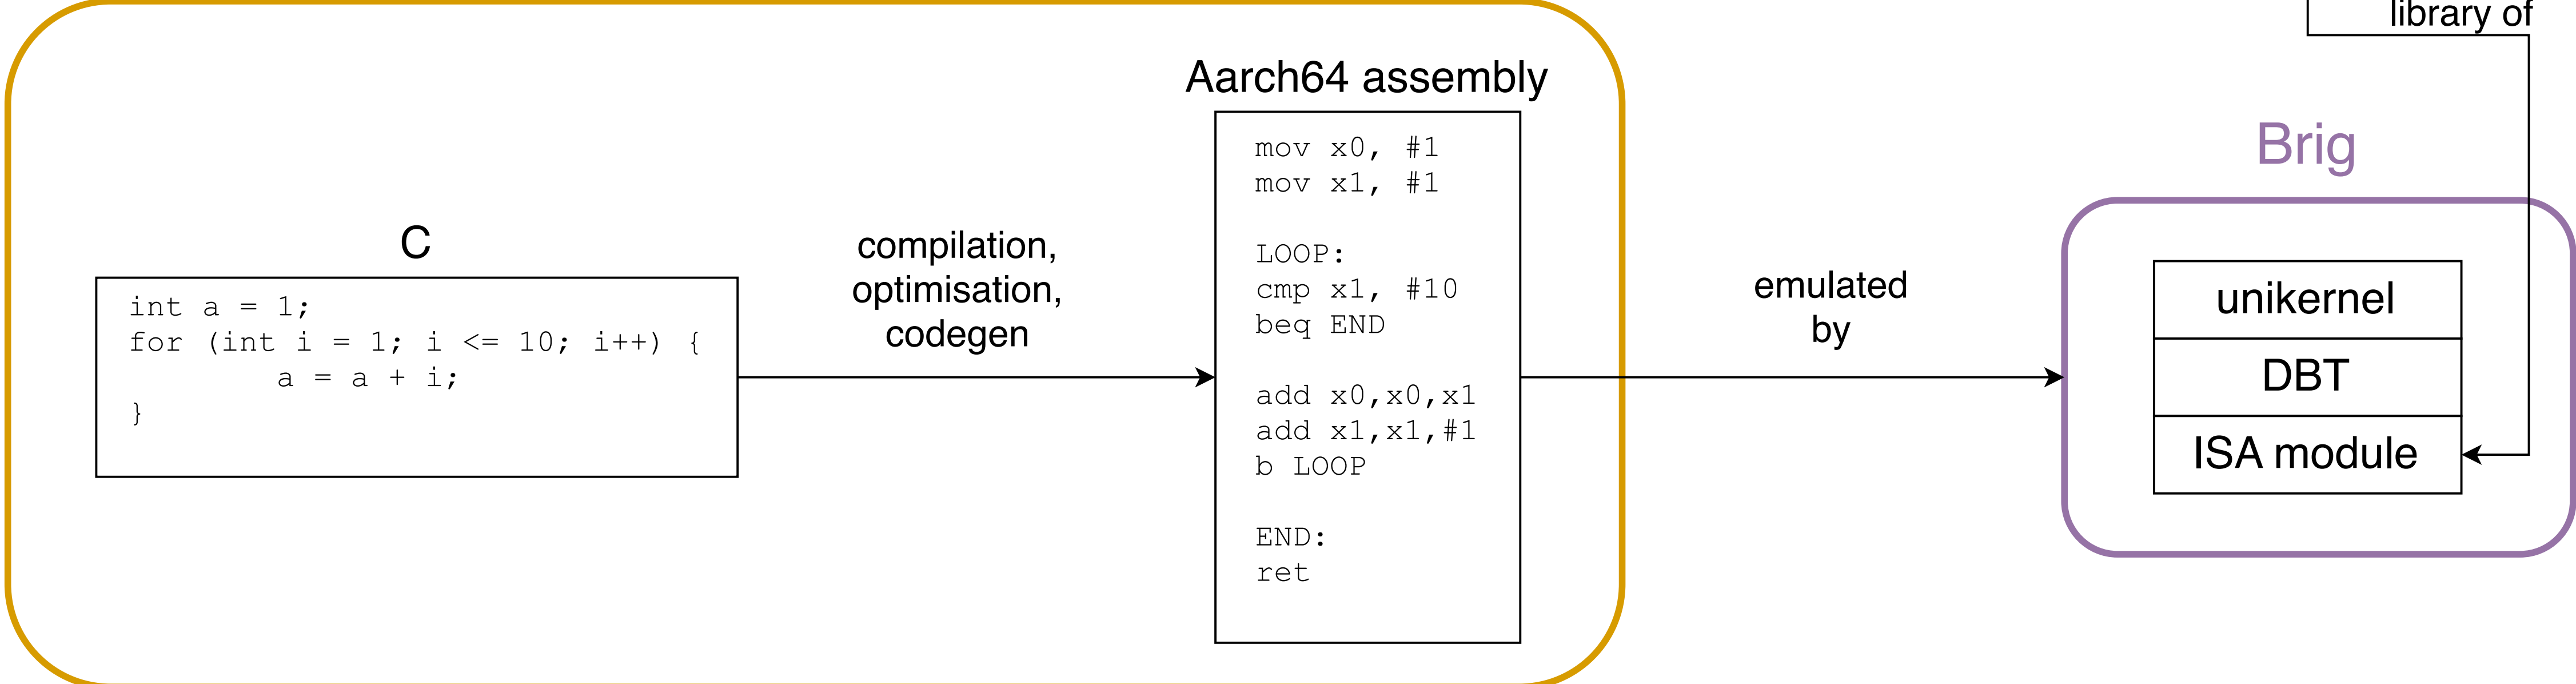 library of
Aarch64 assembly
mov x0, #1
mov x1, #1
LOOP:
cmp x1, #10
beq END
add x0,x0,x1
add x1,x1,#1
b LOOP
END:
ret
C
int a = 1;
for (int i = 1; i <= 10; i++) {
a = a + i;
}
compilation,
optimisation,
codegen
emulated
by
Brig
unikernel
DBT
ISA module